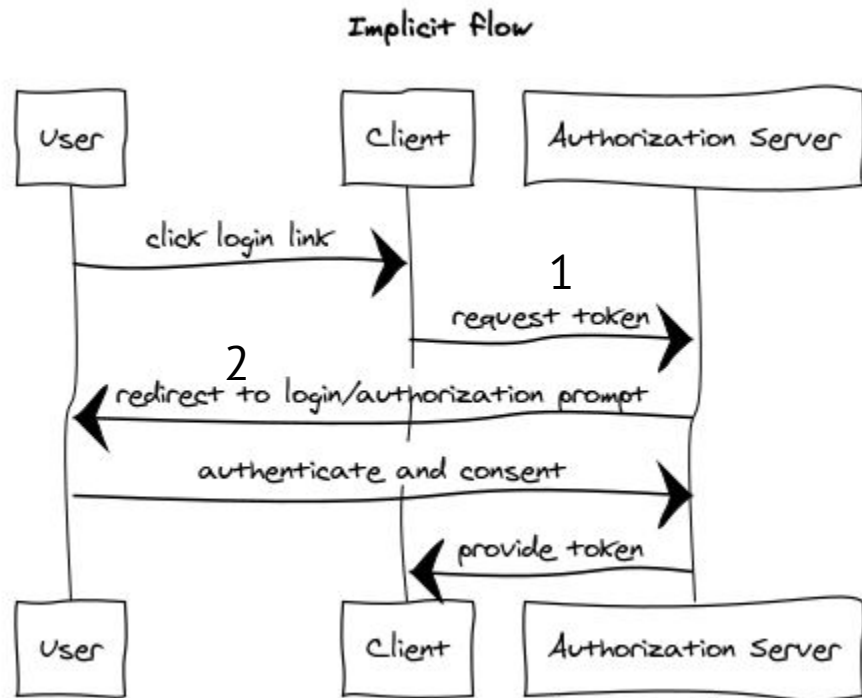 Implicit flow
User
Client
Authorization Server
click login link
1
request token
2
redirect to login/authorization prompt
authenticate and consent
provide token
User
Client
Authorization Server